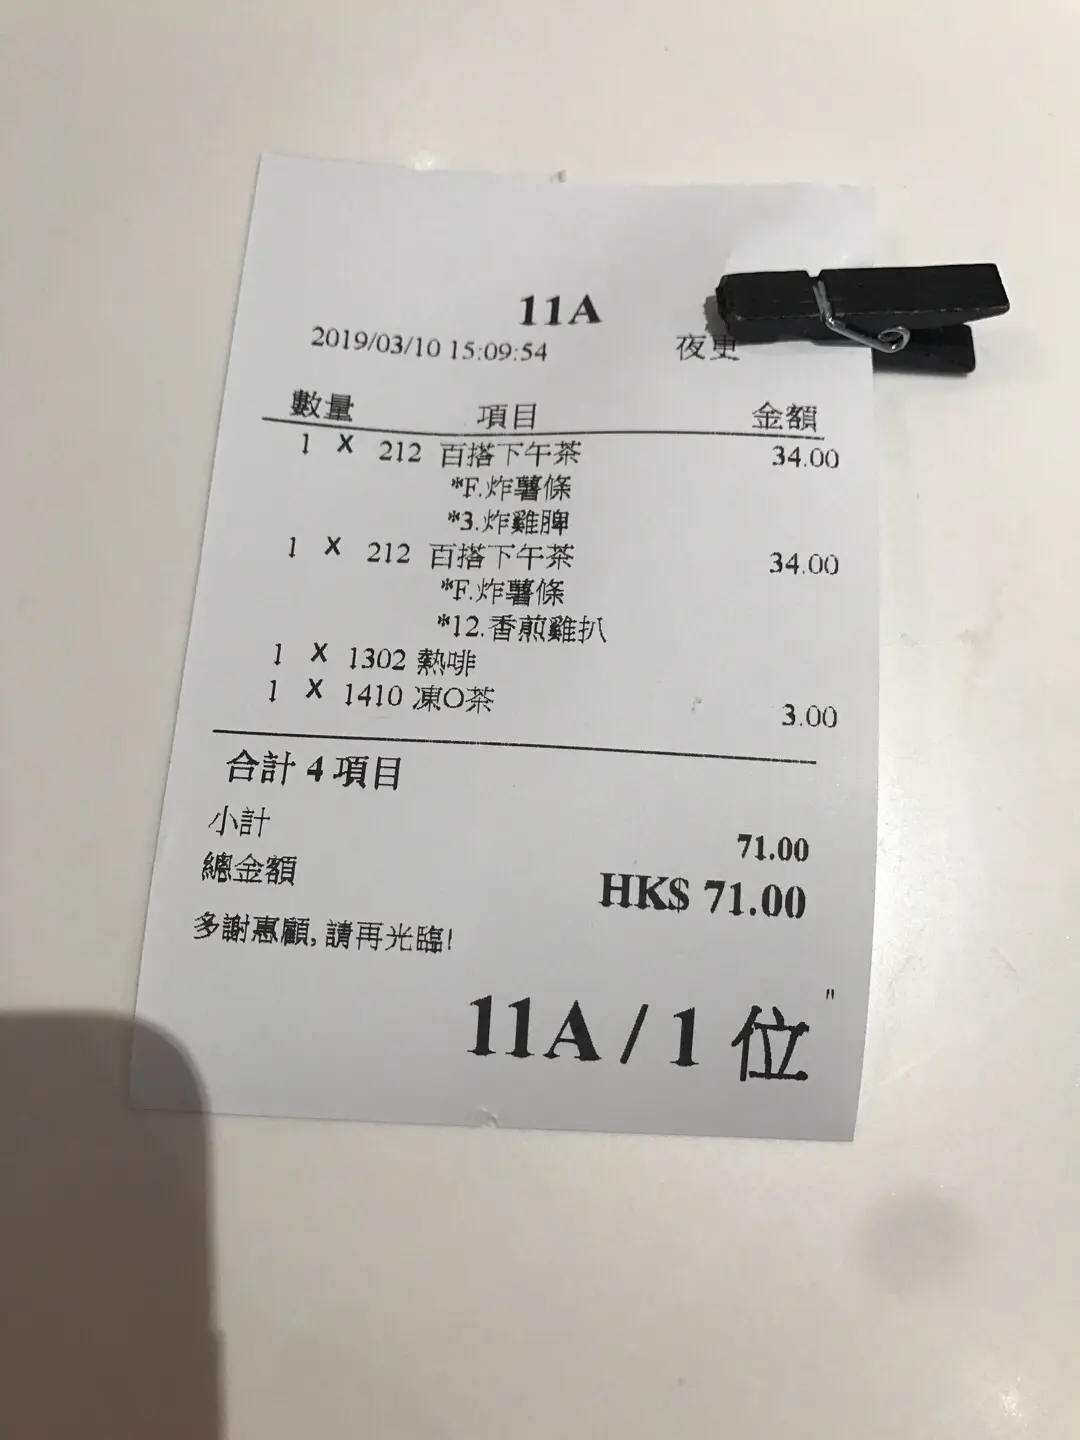 11A
2019/03/10 15:09:54 夜更
數量 項目 金額
1 X 212 百搭下午茶 34.00
*F.炸薯條
*3.炸雞脾
1 X 212 百搭下午茶 34.00
*F.炸薯條
*12.香煎雞扒
1 X 1302 熱啡
1 X 1410 凍O茶 3.00
合計 4 項目
小計 71.00
總金額 HK$ 71.00
多謝惠顧, 請再光臨!
11A / 1 位 "